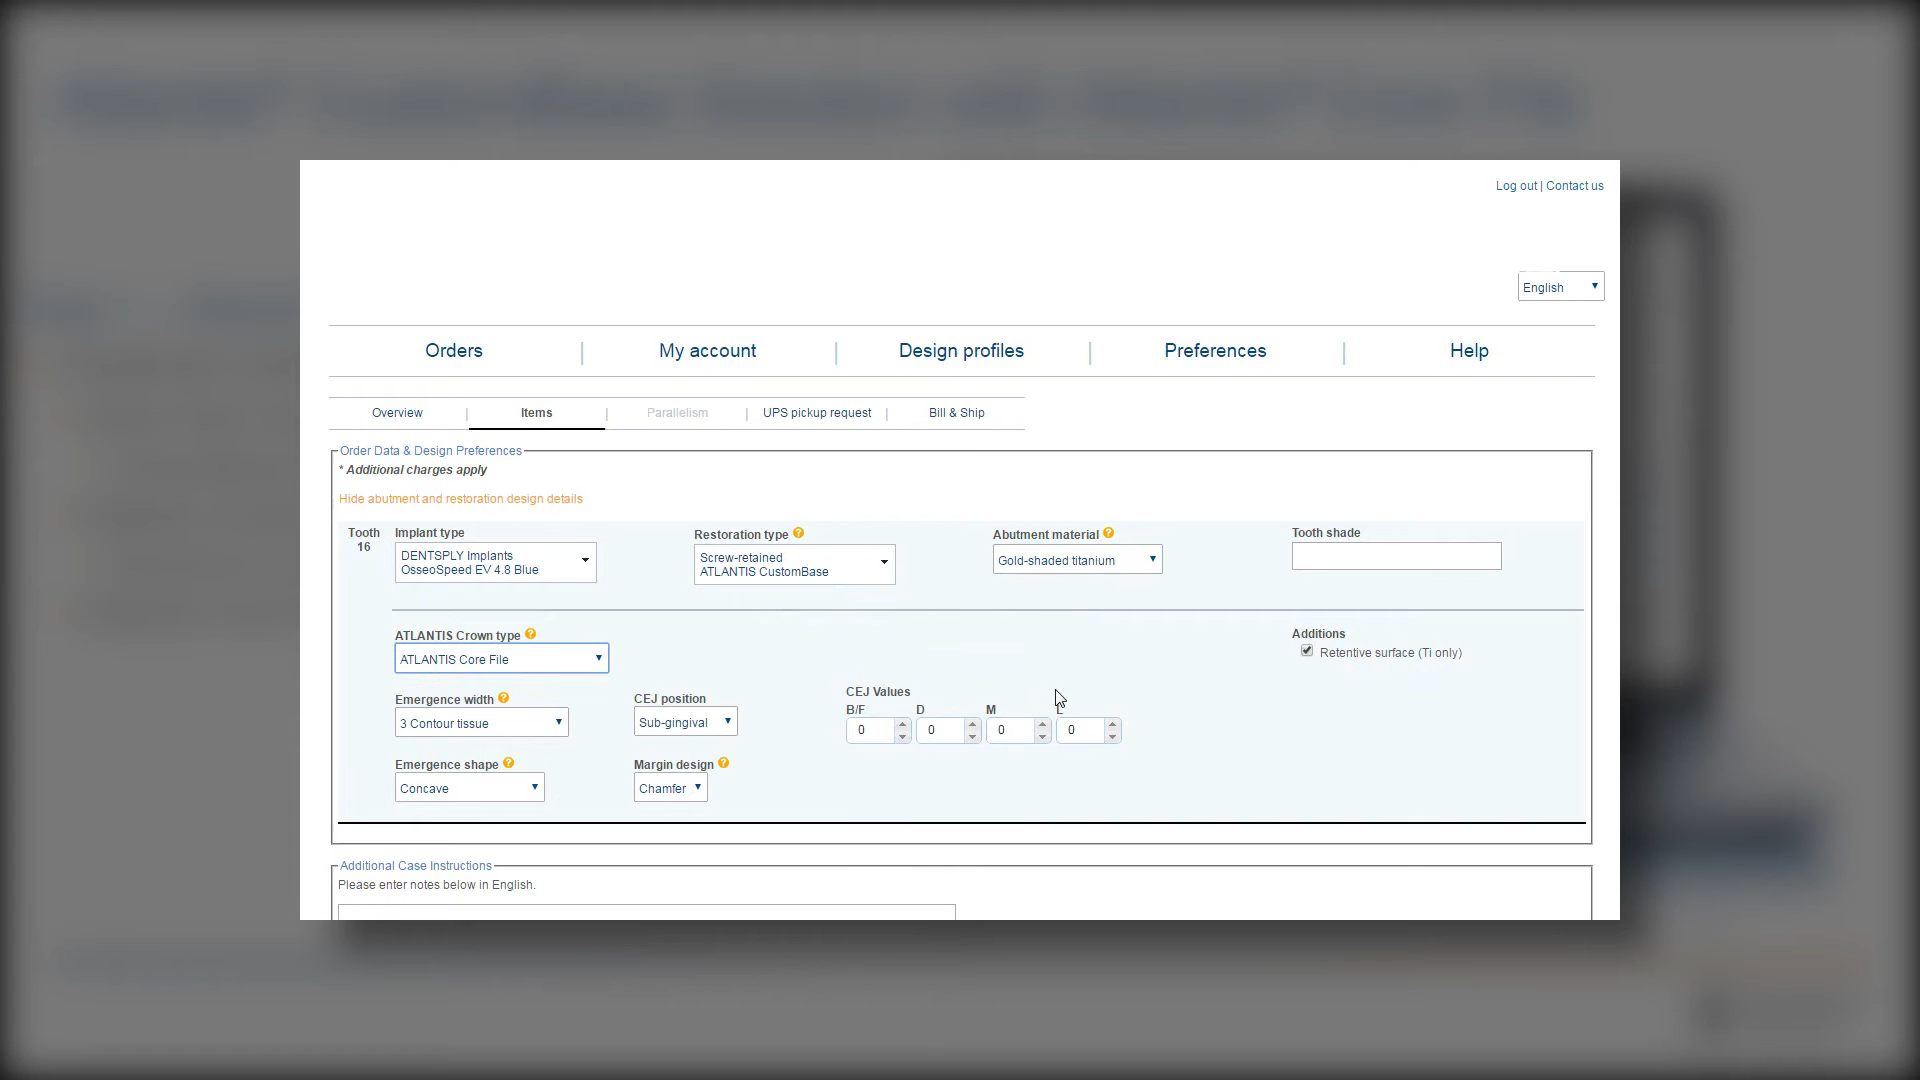 Log out | Contact us
English
Orders | My account | Design profiles | Preferences | Help
Overview | Items | Parallelism | UPS pickup request | Bill & Ship
Order Data & Design Preferences
* Additional charges apply
Hide abutment and restoration design details
Tooth
16
Implant type
DENTSPLY Implants
OsseoSpeed EV 4.8 Blue
Restoration type
Screw-retained
ATLANTIS CustomBase
Abutment material
Gold-shaded titanium
Tooth shade
ATLANTIS Crown type
ATLANTIS Core File
Additions
Retentive surface (Ti only)
Emergence width
3 Contour tissue
CEJ position
Sub-gingival
CEJ Values
B/F D M L
0 0 0 0
Emergence shape
Concave
Margin design
Chamfer
Additional Case Instructions
Please enter notes below in English.